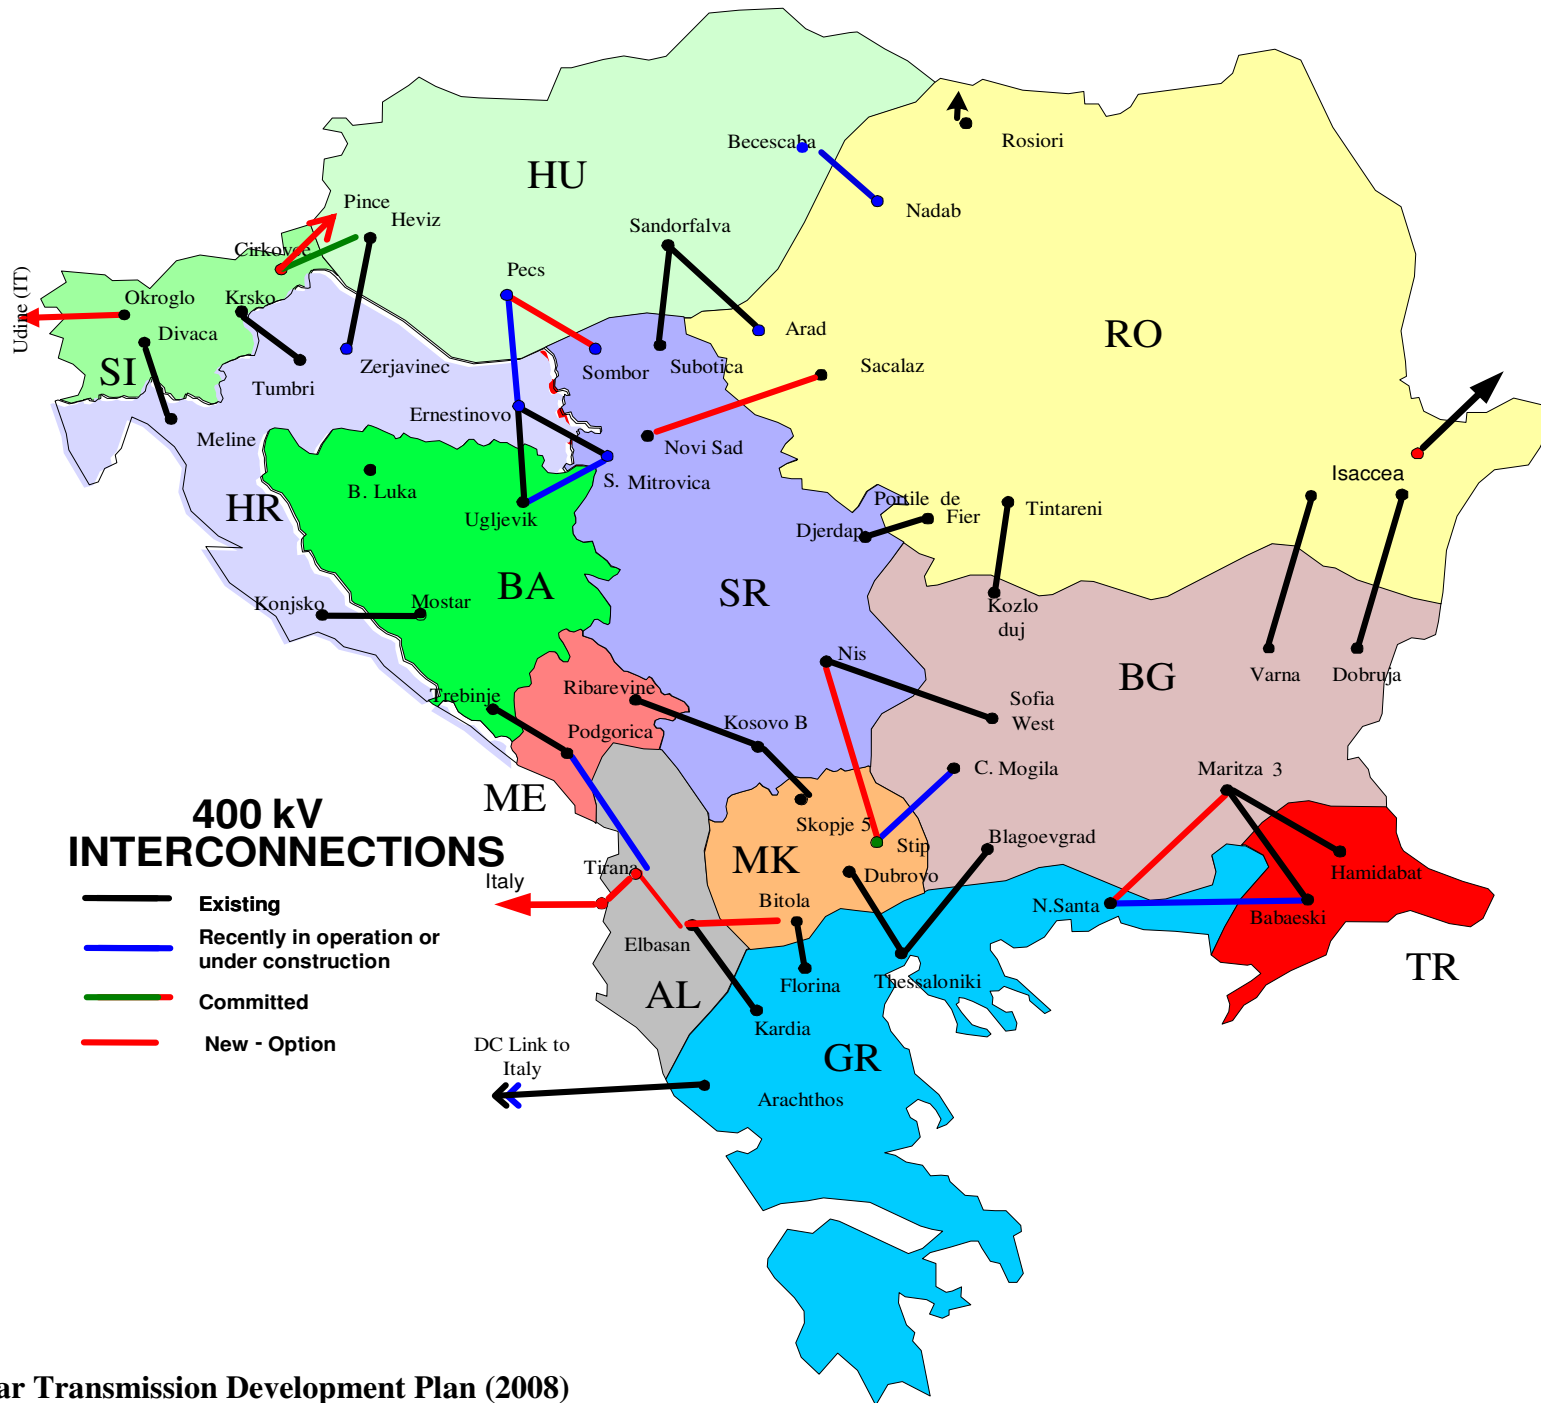 Becescaba
Rosiori
HU
Nadab
Pince
Heviz
Sandorfalva
Cirkovce
Pecs
Udine (IT)
Okroglo
Krsko
Divaca
Arad
RO
SI
Tumbri
Zerjavinec
Sombor
Subotica
Sacalaz
Ernestinovo
Meline
Novi Sad
Isaccea
B. Luka
S. Mitrovica
HR
Ugljevik
Portile de
Fier
Tintareni
Djerdap
BA
SR
Konjsko
Mostar
Kozlo
duj
Nis
BG
Varna
Dobruja
Trebinje
Ribarevine
Sofia
West
Podgorica
Kosovo B
C. Mogila
Maritza 3
ME
400 kV
INTERCONNECTIONS
Skopje 5
Stip
Blagoevgrad
MK
Tirana
Dubrovo
Hamidabat
Italy
Existing
Bitola
N.Santa
Babaeski
Recently in operation or
under construction
Elbasan
TR
Florina
Thessaloniki
Committed
AL
Kardia
New - Option
DC Link to
Italy
GR
Arachthos
ar Transmission Development Plan (2008)